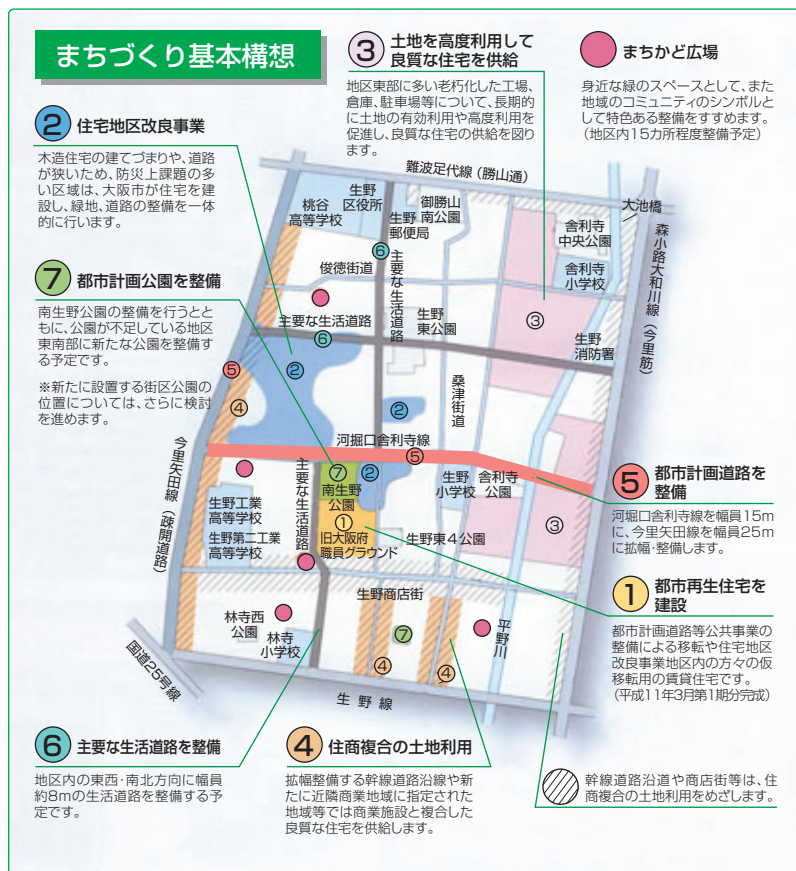 まちづくり基本構想
③ 土地を高度利用して
良質な住宅を供給
地区東部に多い老朽化した工場、
倉庫、駐車場等について、長期的
に土地の有効利用や高度利用を
促進し、良質な住宅の供給を図り
ます。
まちかど広場
身近な緑のスペースとして、また
地域のコミュニティのシンボルと
して特色ある整備をすすめます。
(地区内15カ所程度整備予定)
② 住宅地区改良事業
木造住宅の建てづまりや、道路
が狭いため、防災上課題の多
い区域は、大阪市が住宅を建
設し、緑地、道路の整備を一体
的に行います。
⑦ 都市計画公園を整備
南生野公園の整備を行うとと
もに、公園が不足している地区
東南部に新たな公園を整備す
る予定です。
※新たに設置する街区公園の
位置については、さらに検討
を進めます。
難波足代線(勝山通)
大池橋
森小路大和川線(今里筋)
桃谷
高等学校
生野
区役所
生野
郵便局
御勝山
南公園
舎利寺
中央公園
舎利寺
小学校
⑥
俊徳街道
主要な生活道路
主要な生活道路
⑥
生野
東公園
③
生野
消防署
桑津街道
⑤
②
④
②
河堀口舎利寺線
⑤
今里矢田線(疎開道路)
主要な生活道路
⑦
②
南生野
公園
①
旧大阪府
職員グラウンド
生野
小学校
舎利寺
公園
③
生野工業
高等学校
生野第二工業
高等学校
生野東4公園
生野商店街
林寺西
公園
林寺
小学校
⑦
平野川
④
④
国道25号線
生野線
⑤ 都市計画道路を
整備
河堀口舎利寺線を幅員15m
に、今里矢田線を幅員25m
に拡幅・整備します。
① 都市再生住宅を
建設
都市計画道路等公共事業の
整備による移転や住宅地区
改良事業地区内の方々の仮
移転用の賃貸住宅です。
(平成11年3月第1期分完成)
⑥ 主要な生活道路を整備
地区内の東西・南北方向に幅員
約8mの生活道路を整備する予
定です。
④ 住商複合の土地利用
拡幅整備する幹線道路沿線や新
たに近隣商業地域に指定された
地域等では商業施設と複合した
良質な住宅を供給します。
幹線道路沿道や商店街等は、住
商複合の土地利用をめざします。